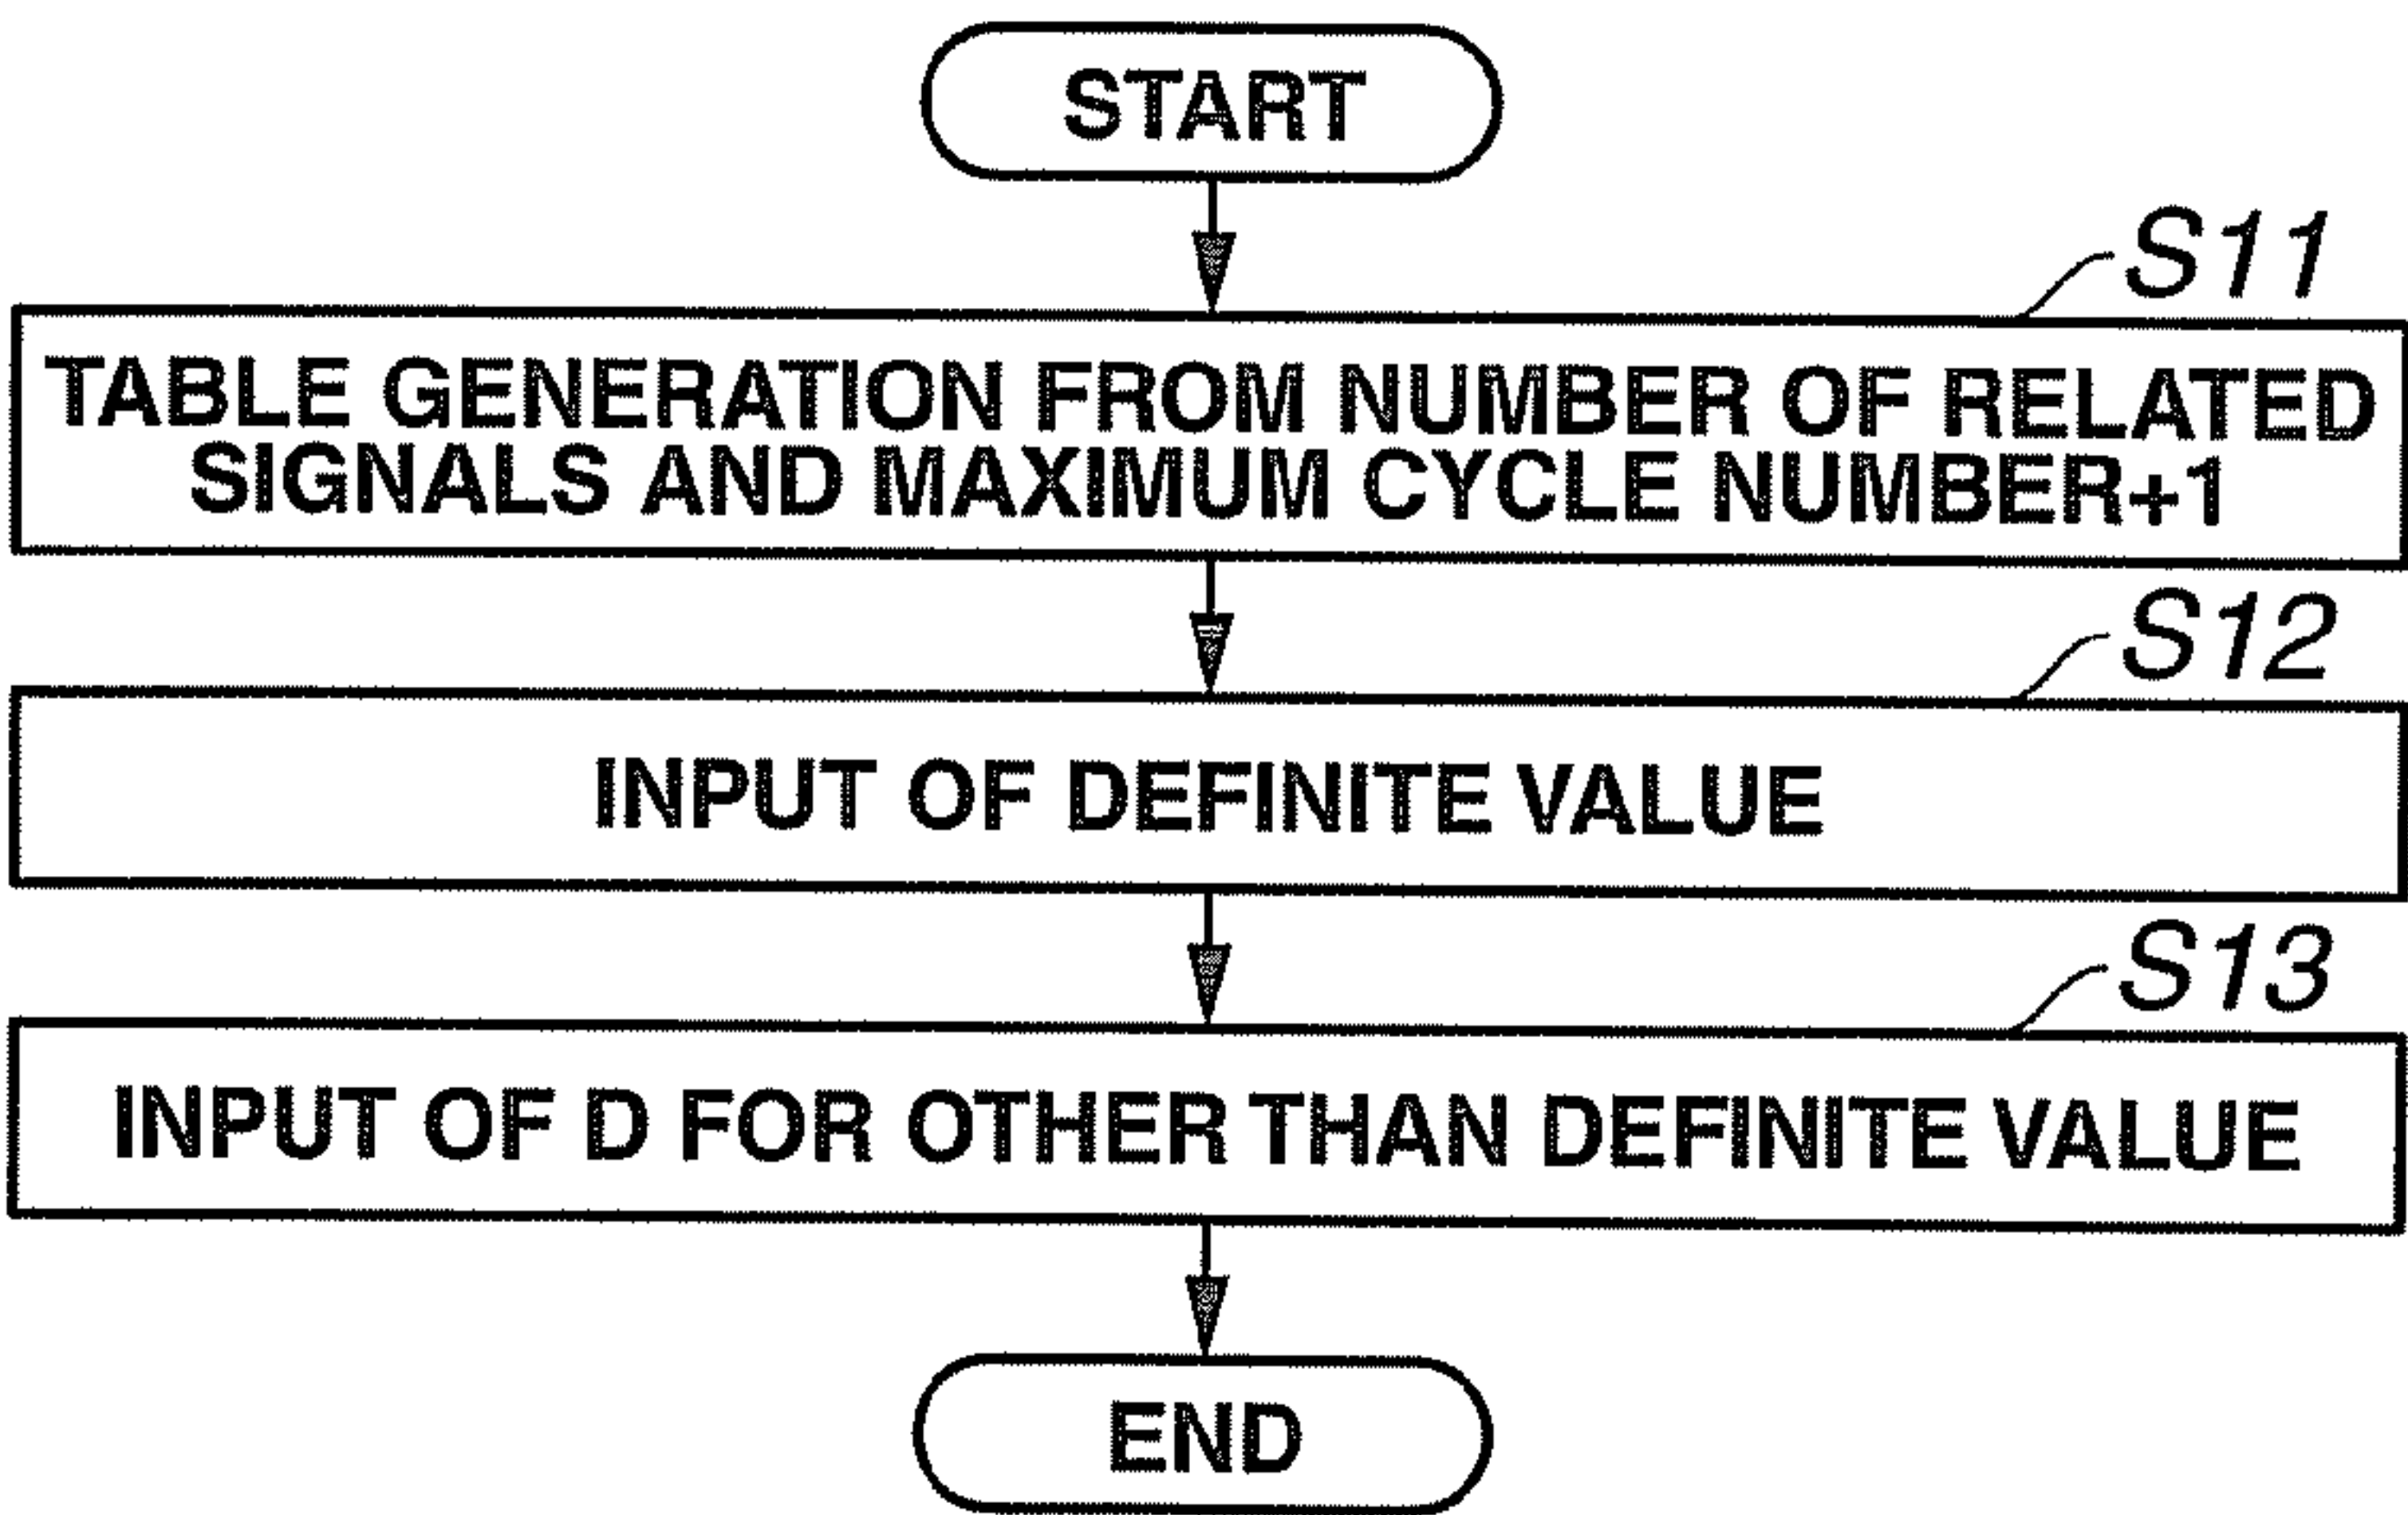 START
S11
TABLE GENERATION FROM NUMBER OF RELATED
SIGNALS AND MAXIMUM CYCLE NUMBER+1
S12
INPUT OF DEFINITE VALUE
S13
INPUT OF D FOR OTHER THAN DEFINITE VALUE
END